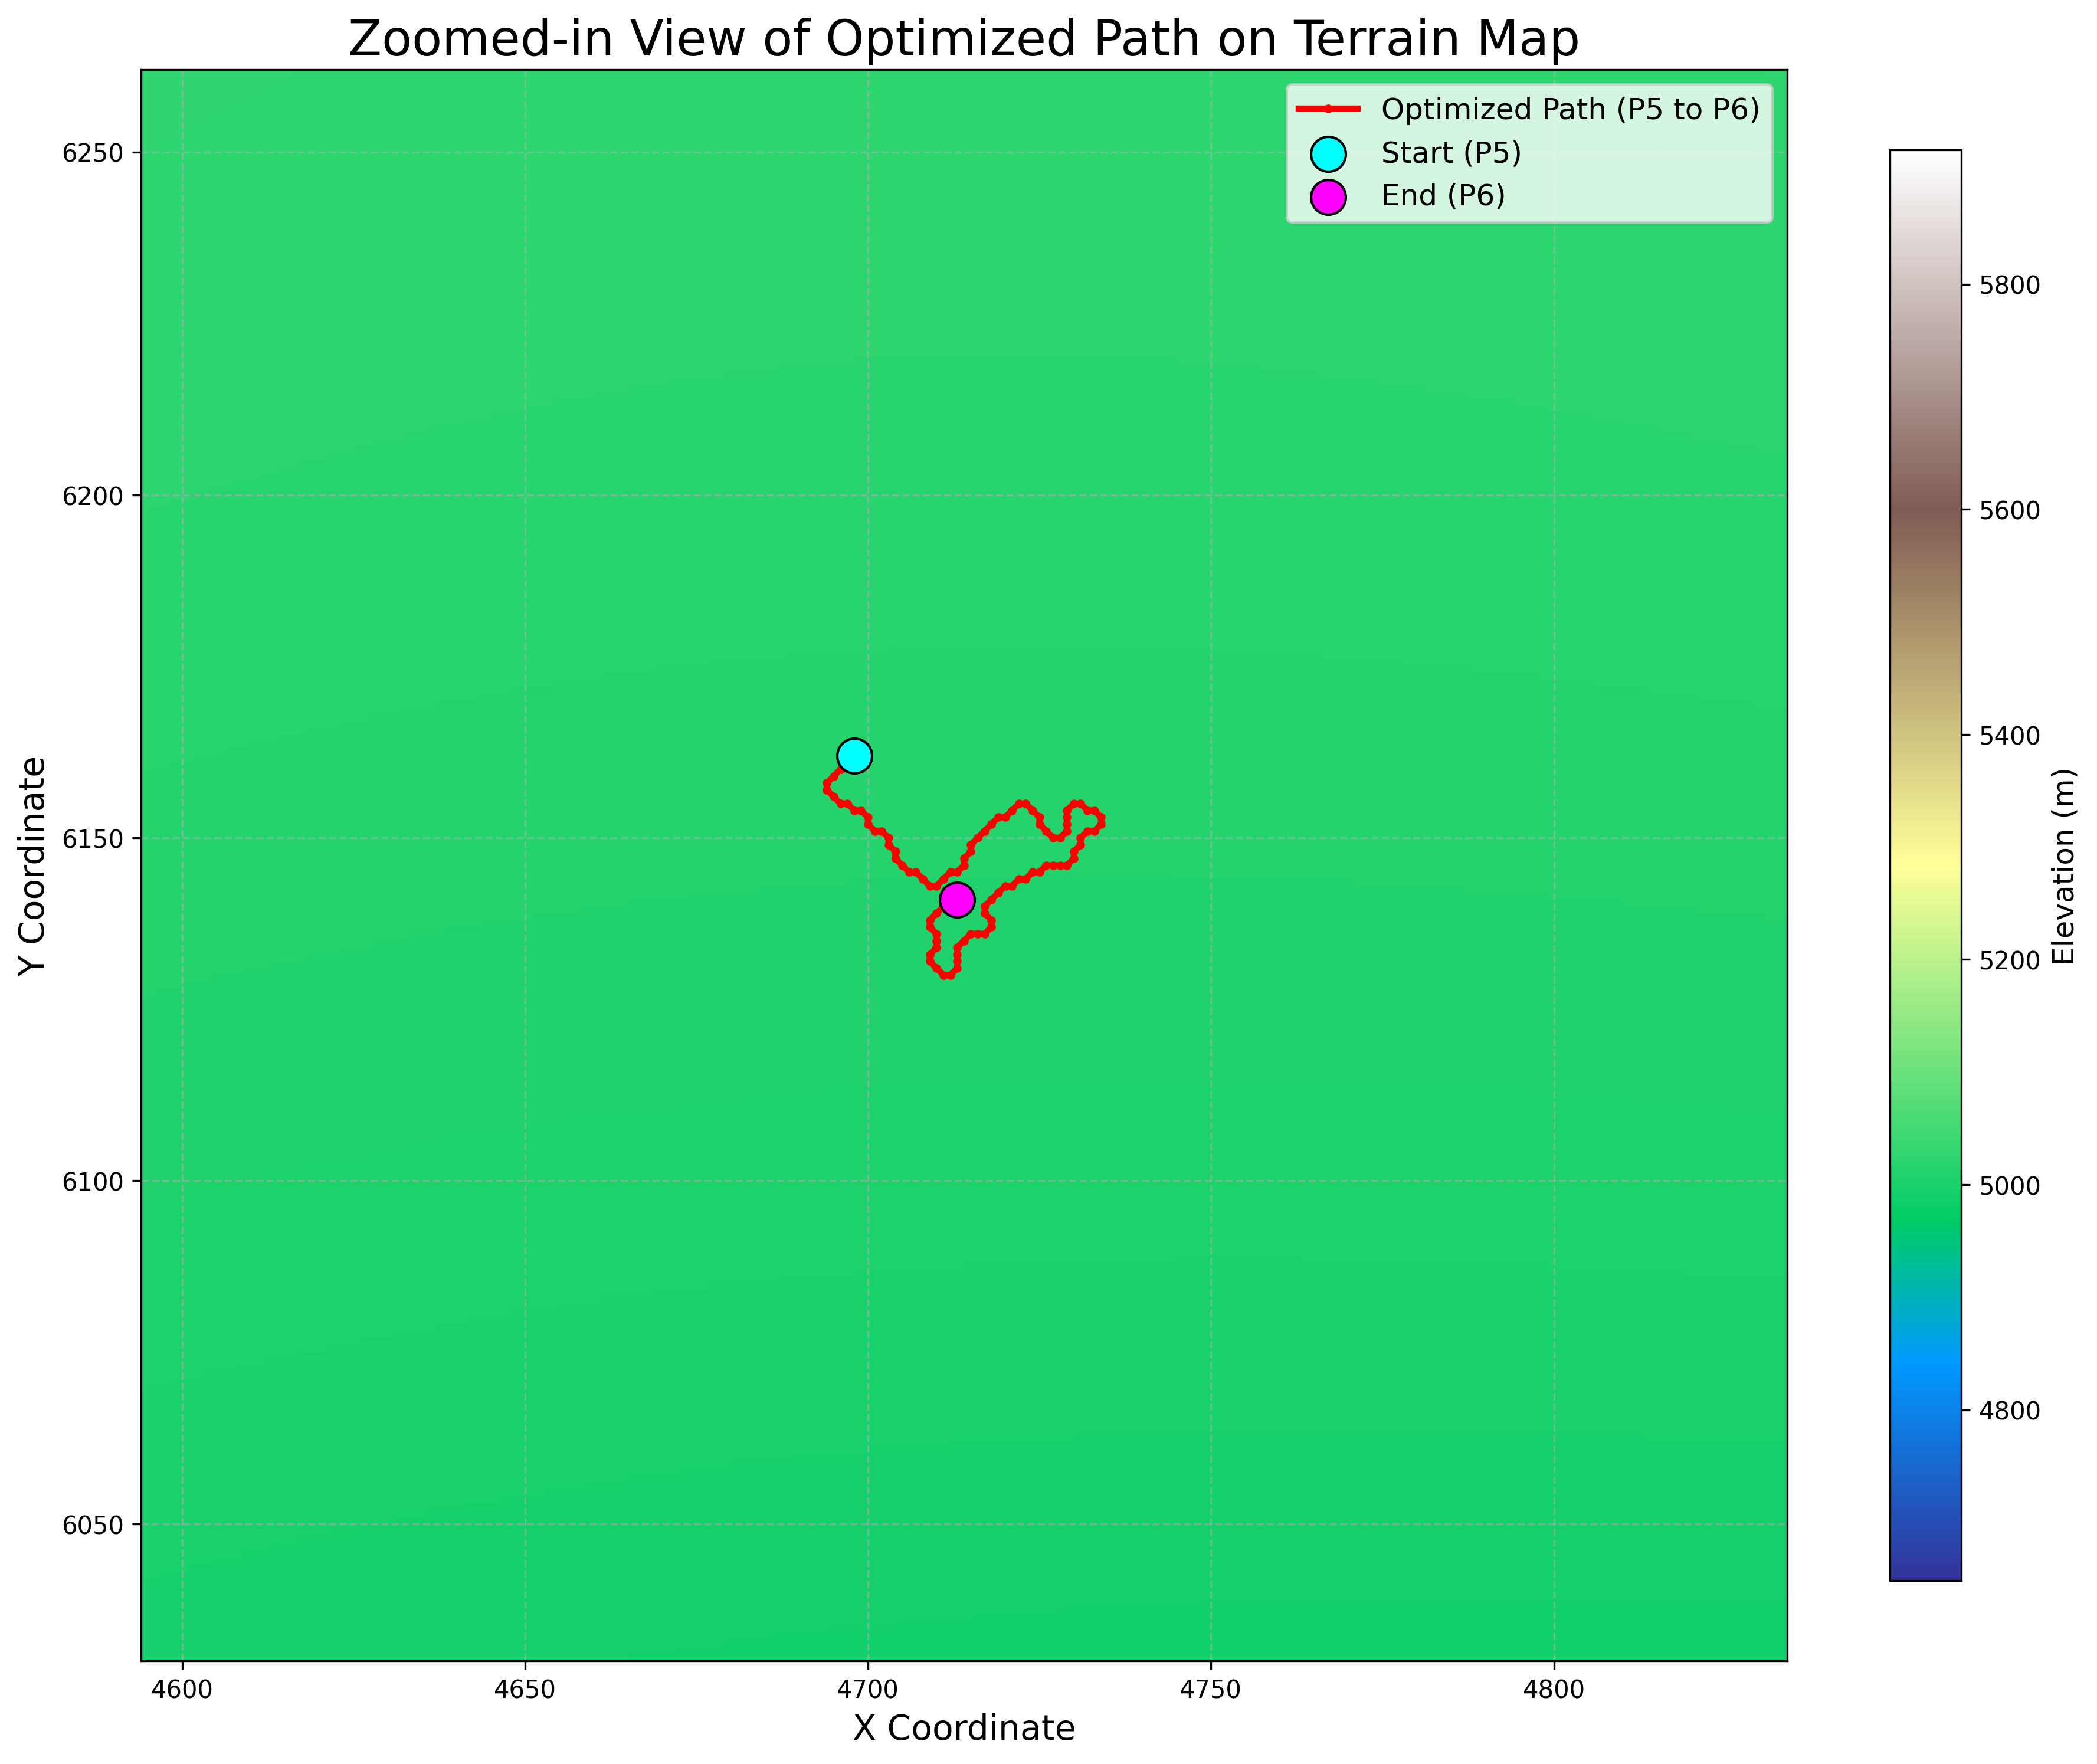 Zoomed-in View of Optimized Path on Terrain Map
Optimized Path (P5 to P6)
Start (P5)
End (P6)
6250
6200
6150
6100
6050
Y Coordinate
4600
4650
4700
4750
4800
X Coordinate
5800
5600
5400
5200
5000
4800
Elevation (m)